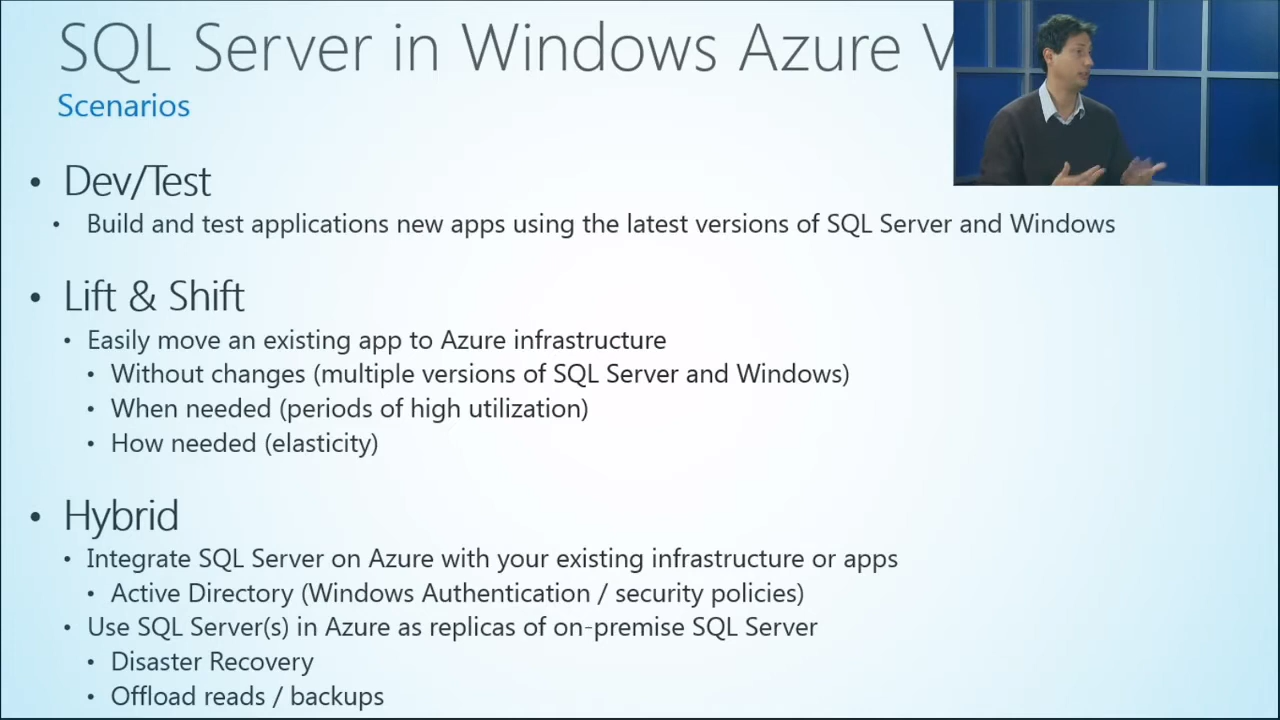 SQL Server in Windows Azure V
Scenarios
• Dev/Test
• Build and test applications new apps using the latest versions of SQL Server and Windows
• Lift & Shift
• Easily move an existing app to Azure infrastructure
• Without changes (multiple versions of SQL Server and Windows)
• When needed (periods of high utilization)
• How needed (elasticity)
• Hybrid
• Integrate SQL Server on Azure with your existing infrastructure or apps
• Active Directory (Windows Authentication / security policies)
• Use SQL Server(s) in Azure as replicas of on-premise SQL Server
• Disaster Recovery
• Offload reads / backups